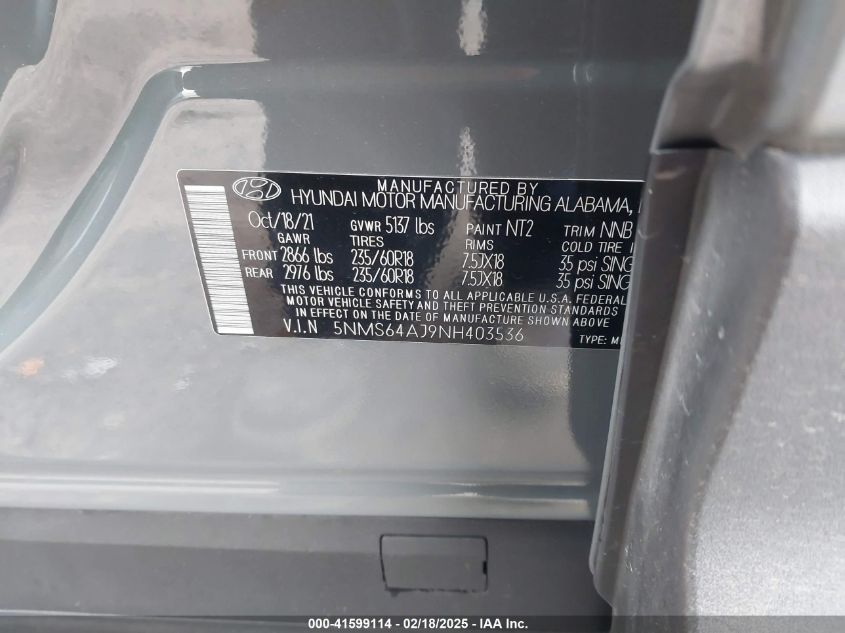 MANUFACTURED BY
HYUNDAI MOTOR MANUFACTURING ALABAMA,
Oct/18/21 GVWR 5137 lbs PAINT NT2 TRIM NNB
GAWR TIRES RIMS COLD TIRE
FRONT 2866 lbs 235/60R18 7.5JX18 35 psi SING
REAR 2976 lbs 235/60R18 7.5JX18 35 psi SING
THIS VEHICLE CONFORMS TO ALL APPLICABLE U.S.A. FEDERAL
MOTOR VEHICLE SAFETY AND THEFT PREVENTION STANDARDS
IN EFFECT ON THE DATE OF MANUFACTURE SHOWN ABOVE
V.I.N 5NMS64AJ9NH403536 TYPE: M
000-41599114 - 02/18/2025 - IAA Inc.